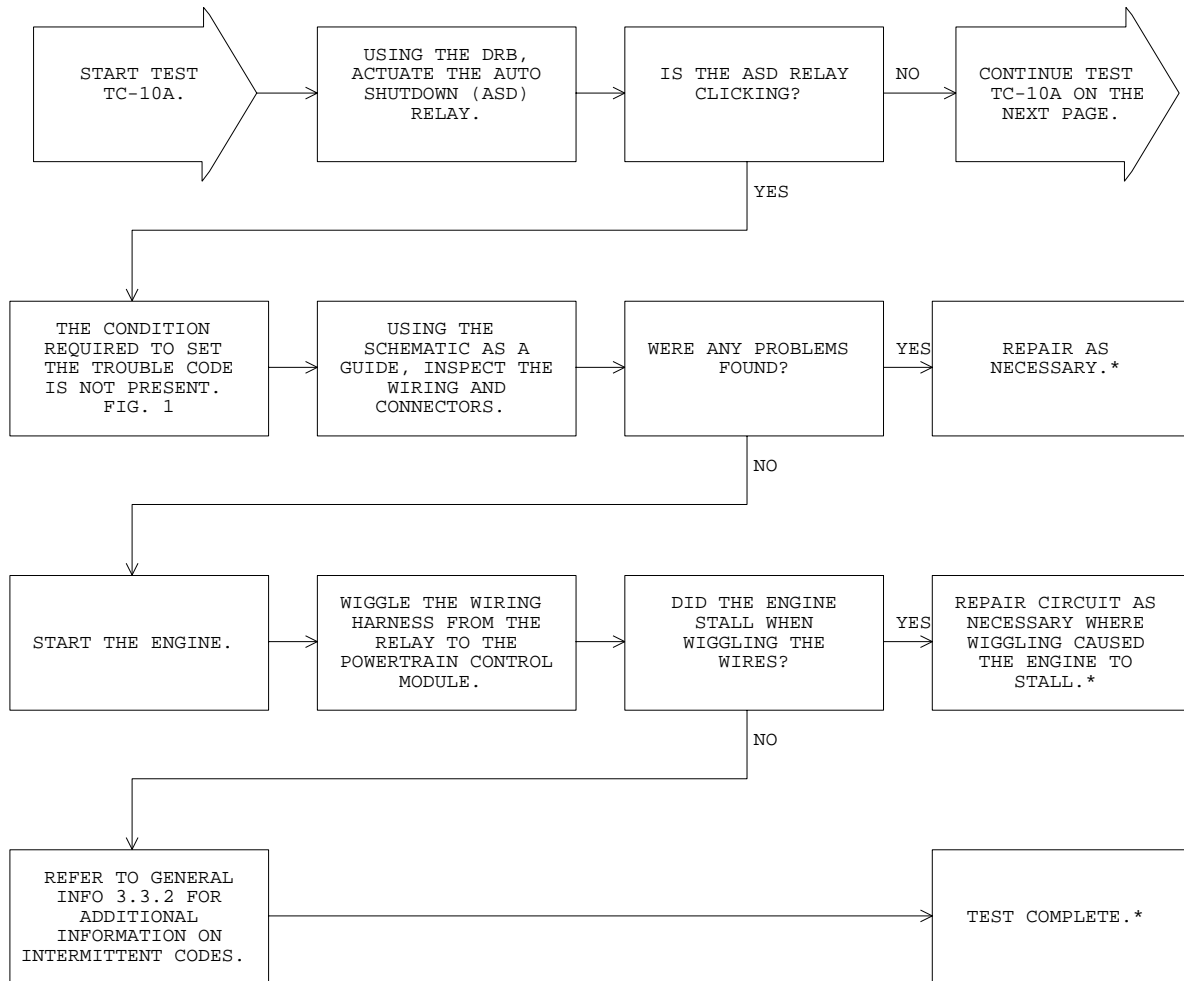 START TEST
TC-10A.
USING THE DRB,
ACTUATE THE AUTO
SHUTDOWN (ASD)
RELAY.
IS THE ASD RELAY
CLICKING?
NO
CONTINUE TEST
TC-10A ON THE
NEXT PAGE.
YES
THE CONDITION
REQUIRED TO SET
THE TROUBLE CODE
IS NOT PRESENT.
FIG. 1
USING THE
SCHEMATIC AS A
GUIDE, INSPECT THE
WIRING AND
CONNECTORS.
WERE ANY PROBLEMS
FOUND?
YES
REPAIR AS
NECESSARY.*
NO
START THE ENGINE.
WIGGLE THE WIRING
HARNESS FROM THE
RELAY TO THE
POWERTRAIN CONTROL
MODULE.
DID THE ENGINE
STALL WHEN
WIGGLING THE
WIRES?
YES
REPAIR CIRCUIT AS
NECESSARY WHERE
WIGGLING CAUSED
THE ENGINE TO
STALL.*
NO
REFER TO GENERAL
INFO 3.3.2 FOR
ADDITIONAL
INFORMATION ON
INTERMITTENT CODES.
TEST COMPLETE.*